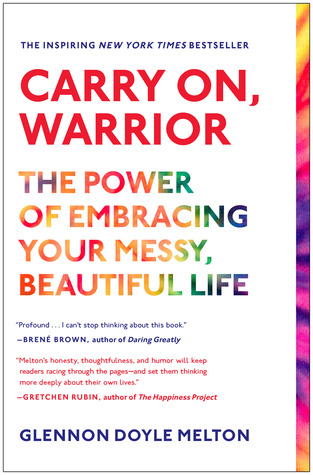 THE INSPIRING NEW YORK TIMES BESTSELLER
CARRY ON,
WARRIOR
THE POWER
OF EMBRACING
YOUR MESSY,
BEAUTIFUL LIFE
“Profound . . . I can’t stop thinking about this book.”
—BRENÉ BROWN, author of Daring Greatly
“Melton’s honesty, thoughtfulness, and humor will keep
readers racing through the pages—and set them thinking
more deeply about their own lives.”
—GRETCHEN RUBIN, author of The Happiness Project
GLENNON DOYLE MELTON